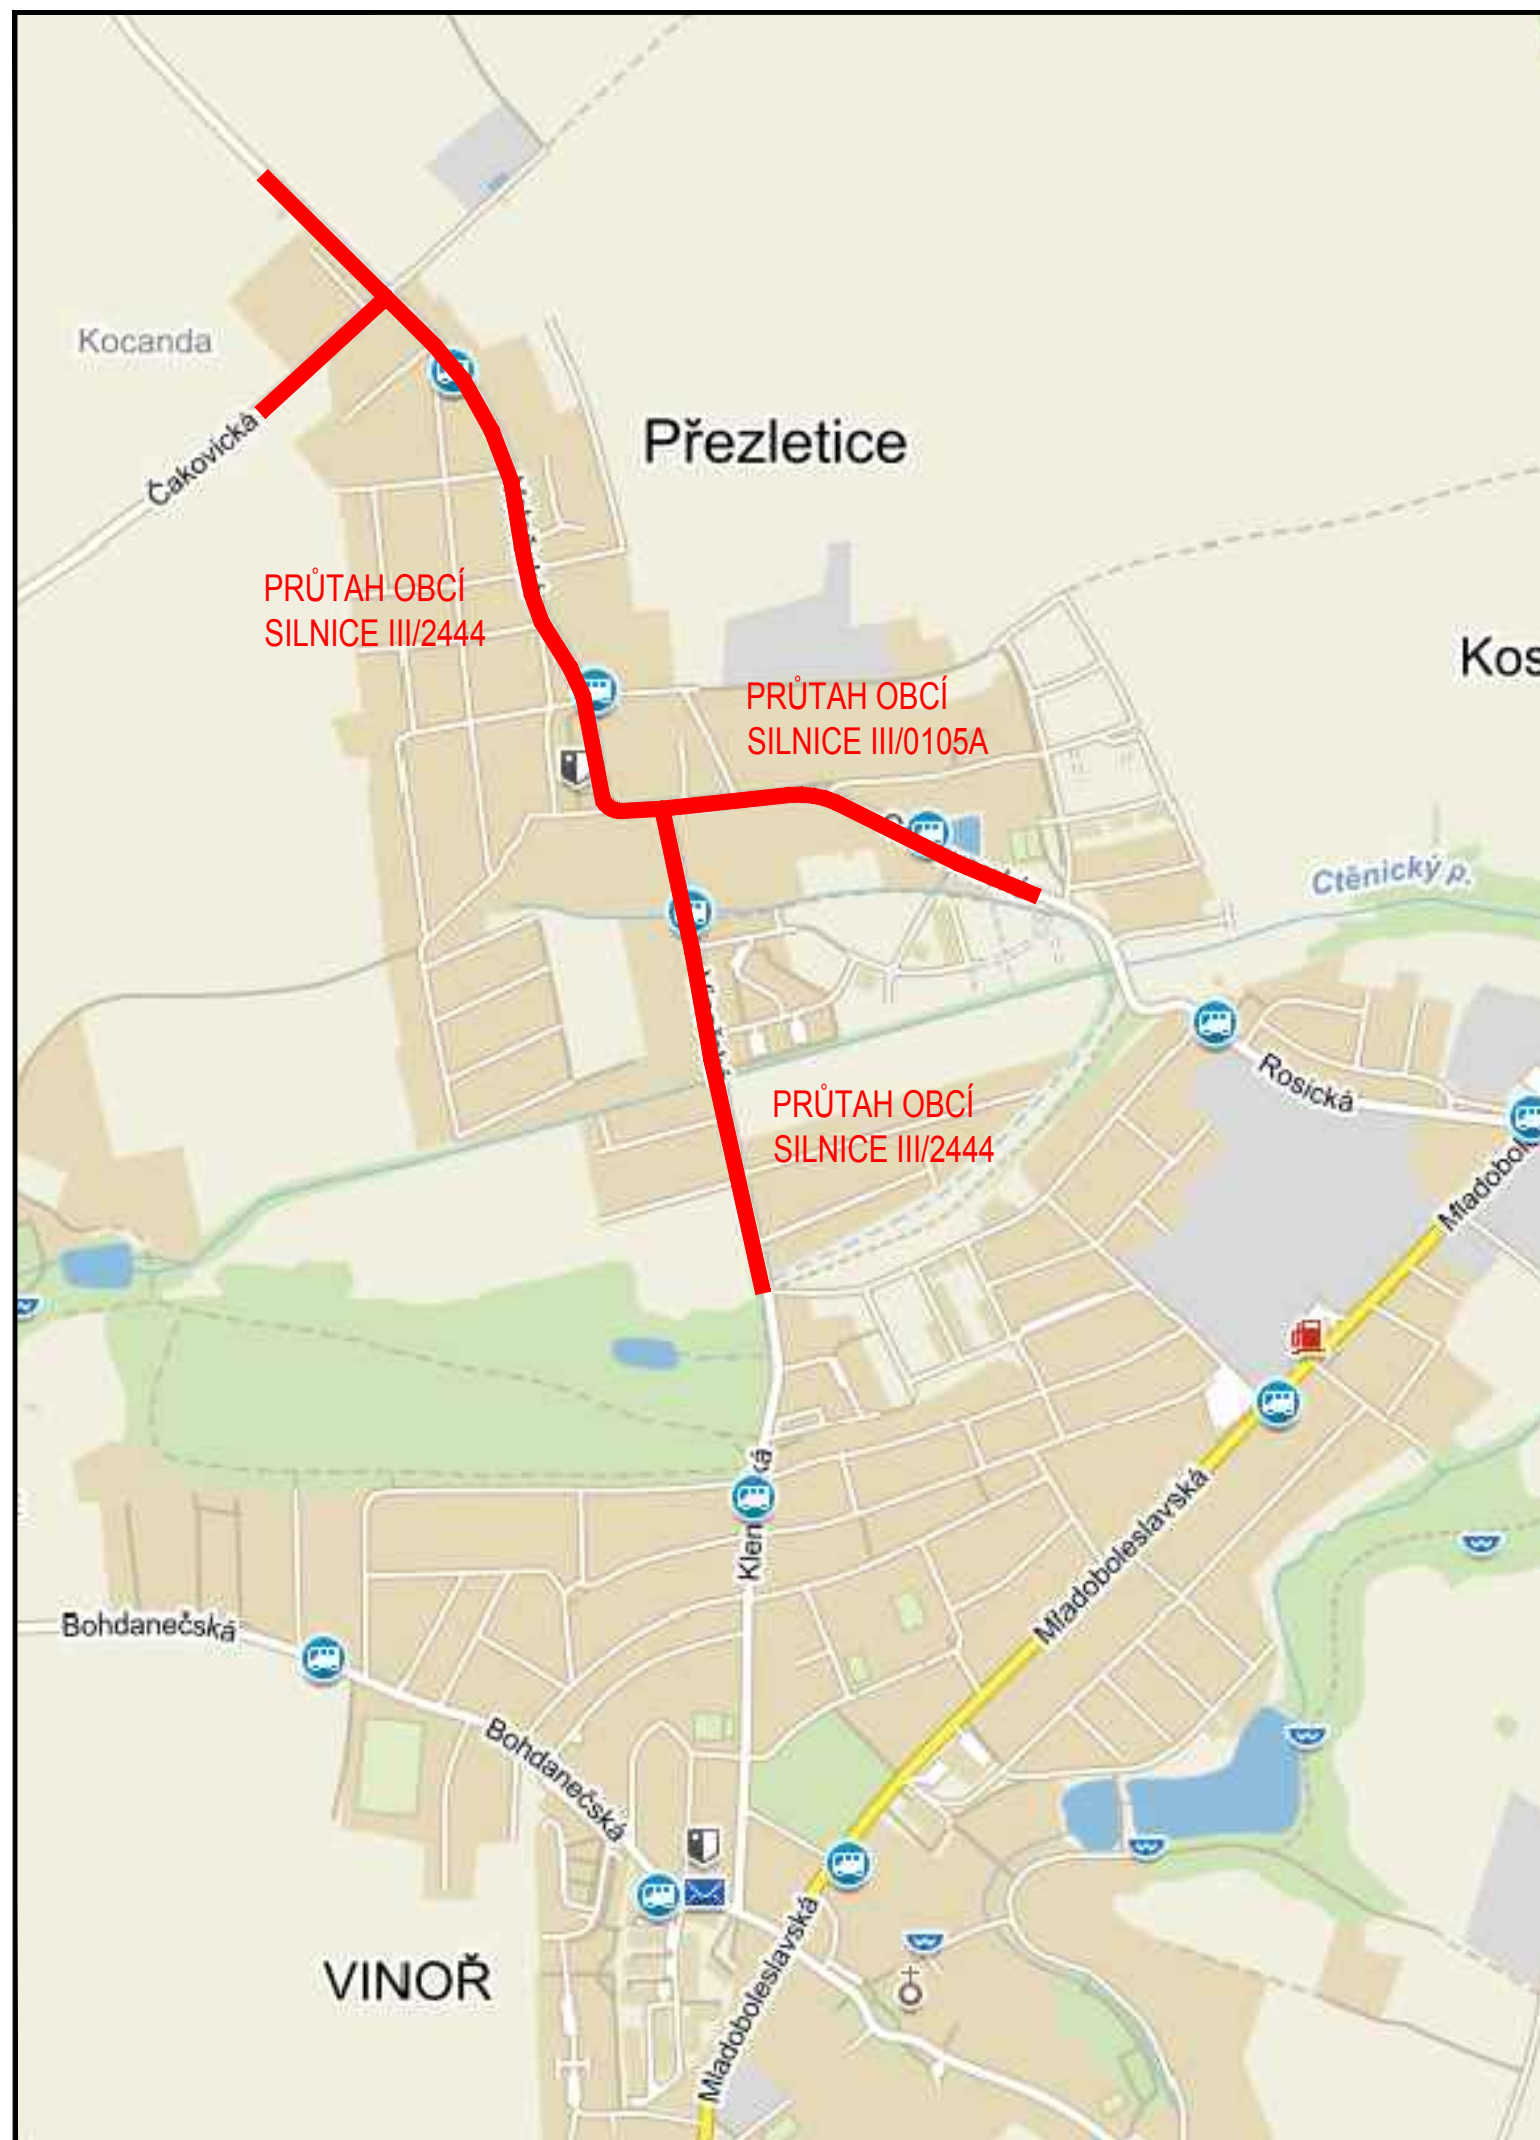 Kocanda
Přezletice
Čakovická
PRŮTAH OBCÍ
SILNICE III/2444
Kos
PRŮTAH OBCÍ
SILNICE III/0105A
Ctěnický p.
Rosická
PRŮTAH OBCÍ
SILNICE III/2444
Mladobol
Mladoboleslavská
Bohdanečská
Bohdanečská
VINOŘ
Mladoboleslavská